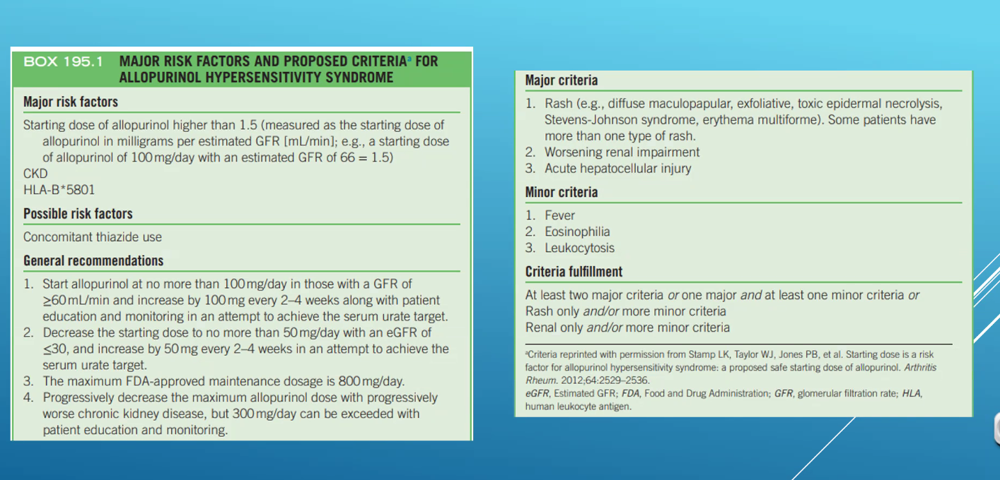 BOX 195.1 MAJOR RISK FACTORS AND PROPOSED CRITERIAᵃ FOR
ALLOPURINOL HYPERSENSITIVITY SYNDROME
Major risk factors
Starting dose of allopurinol higher than 1.5 (measured as the starting dose of
allopurinol in milligrams per estimated GFR [mL/min]; e.g., a starting dose
of allopurinol of 100 mg/day with an estimated GFR of 66 = 1.5)
CKD
HLA-B*5801
Possible risk factors
Concomitant thiazide use
General recommendations
1. Start allopurinol at no more than 100 mg/day in those with a GFR of
≥60 mL/min and increase by 100 mg every 2–4 weeks along with patient
education and monitoring in an attempt to achieve the serum urate target.
2. Decrease the starting dose to no more than 50 mg/day with an eGFR of
≤30, and increase by 50 mg every 2–4 weeks in an attempt to achieve the
serum urate target.
3. The maximum FDA-approved maintenance dosage is 800 mg/day.
4. Progressively decrease the maximum allopurinol dose with progressively
worse chronic kidney disease, but 300 mg/day can be exceeded with
patient education and monitoring.
Major criteria
1. Rash (e.g., diffuse maculopapular, exfoliative, toxic epidermal necrolysis,
Stevens-Johnson syndrome, erythema multiforme). Some patients have
more than one type of rash.
2. Worsening renal impairment
3. Acute hepatocellular injury
Minor criteria
1. Fever
2. Eosinophilia
3. Leukocytosis
Criteria fulfillment
At least two major criteria or one major and at least one minor criteria or
Rash only and/or more minor criteria
Renal only and/or more minor criteria
ᵃCriteria reprinted with permission from Stamp LK, Taylor WJ, Jones PB, et al. Starting dose is a risk
factor for allopurinol hypersensitivity syndrome: a proposed safe starting dose of allopurinol. Arthritis
Rheum. 2012;64:2529–2536.
eGFR, Estimated GFR; FDA, Food and Drug Administration; GFR, glomerular filtration rate; HLA,
human leukocyte antigen.